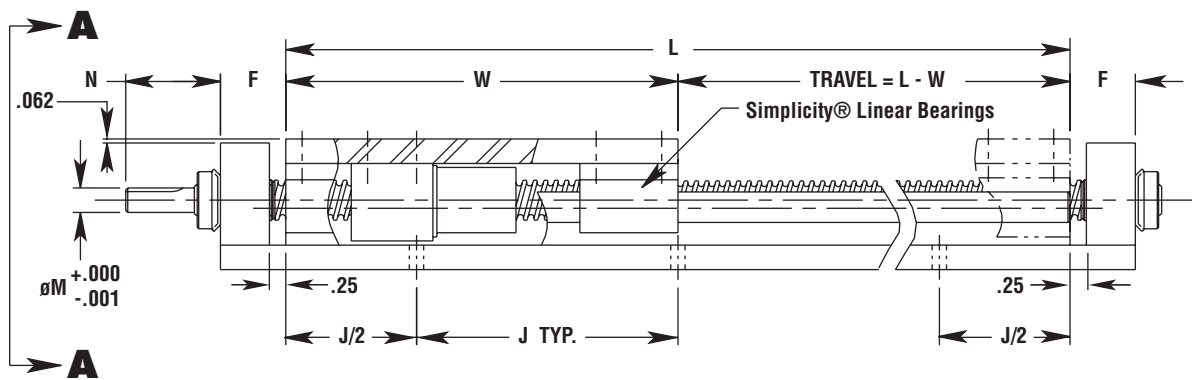 A
L
N
F
W
TRAVEL = L - W
F
.062
Simplicity® Linear Bearings
øM +.000
-.001
.25
.25
J/2
J TYP.
J/2
A